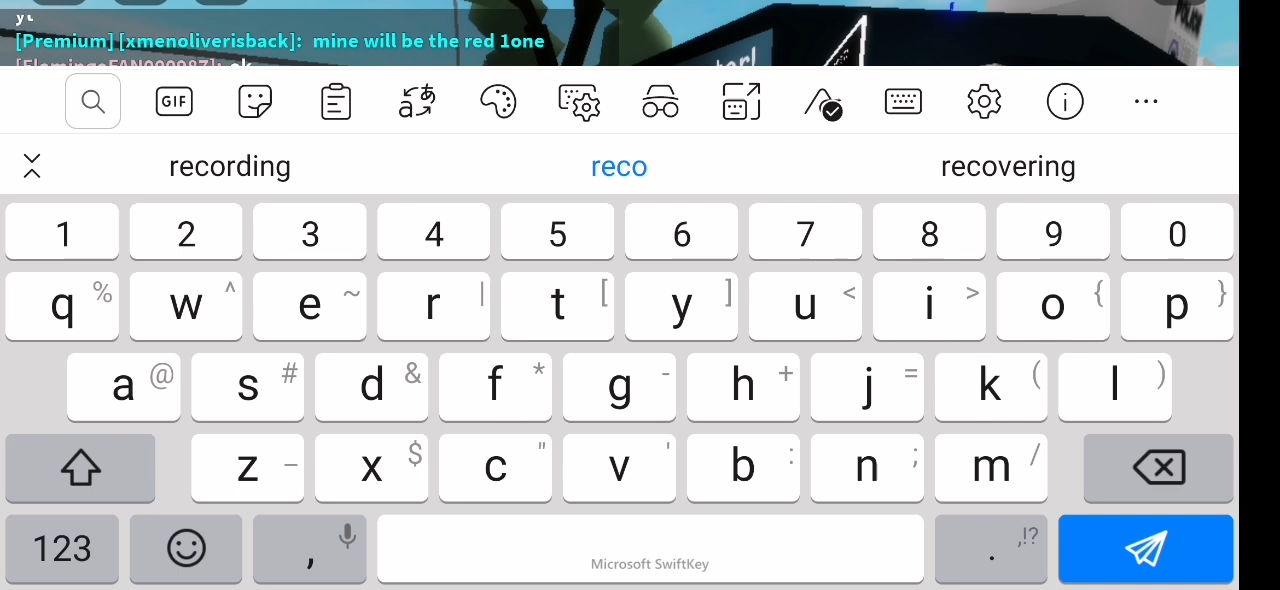 [Premium] [xmenoliverisback]: mine will be the red 1one
GIF
recording reco recovering
1 2 3 4 5 6 7 8 9 0
q % w ^ e ~ r | t [ y ] u < i > o { p }
a @ s # d & f * g - h + j = k ( l )
z _ x $ c " v ' b : n ; m /
123 , Microsoft SwiftKey . ,!?